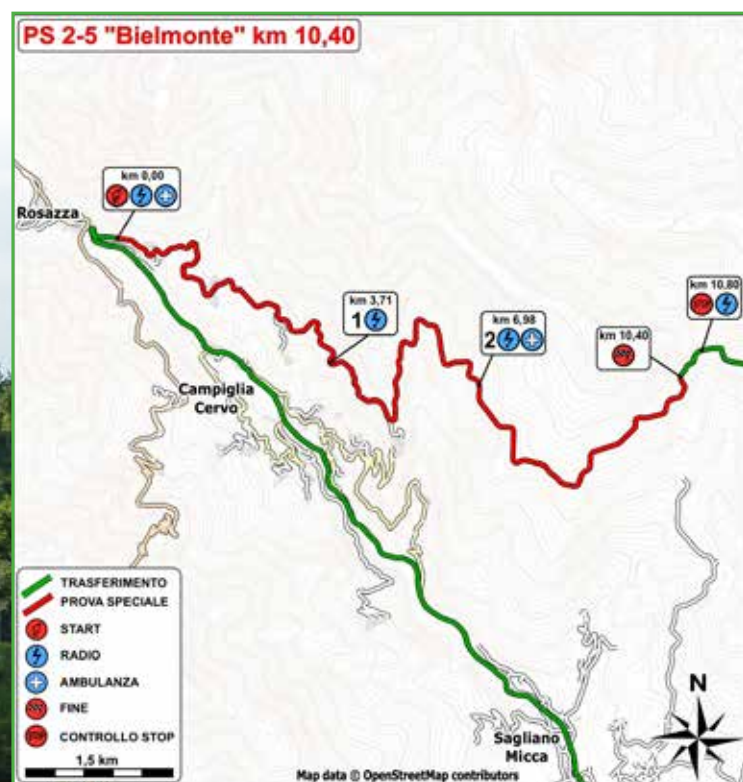 PS 2-5 "Bielmonte" km 10,40
km 0,00
Rosazza
km 3,71
1
km 6,98
2
km 10,80
STOP
km 10,40
Campiglia
Cervo
TRASFERIMENTO
PROVA SPECIALE
START
RADIO
AMBULANZA
FINE
CONTROLLO STOP
1,5 km
Sagliano
Micca
N
Map data © OpenStreetMap contributors